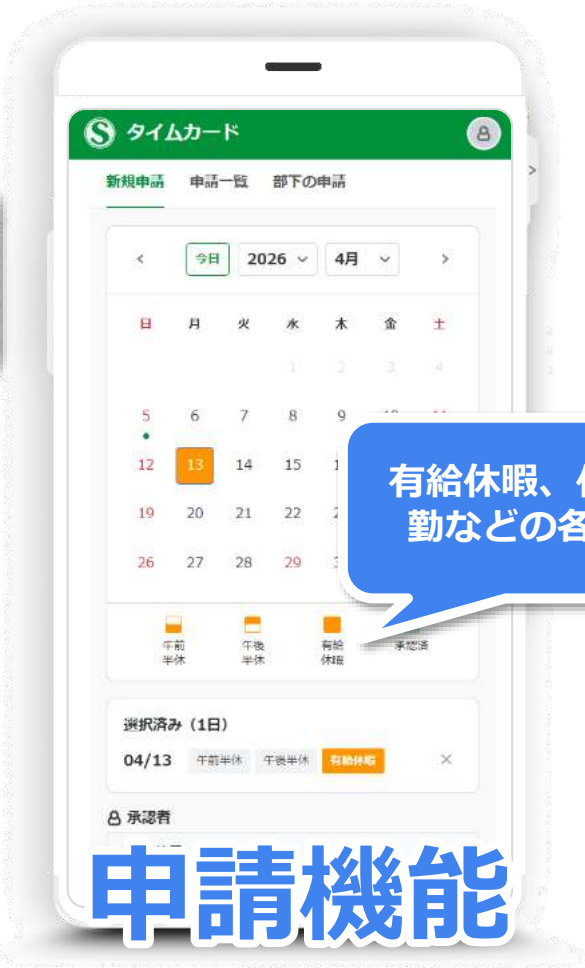 S タイムカード
新規申請 申請一覧 部下の申請
< 今日 2026 4月 >
日 月 火 水 木 金 土
1 2 3 4
5 6 7 8 9
12 13 14 15
19 20 21 22
26 27 28 29
有給休暇、
勤などの各
午前
半休
午後
半休
有給
休暇
承認済
選択済み（1日）
04/13 午前半休 午後半休 有給休暇 ×
承認者
申請機能